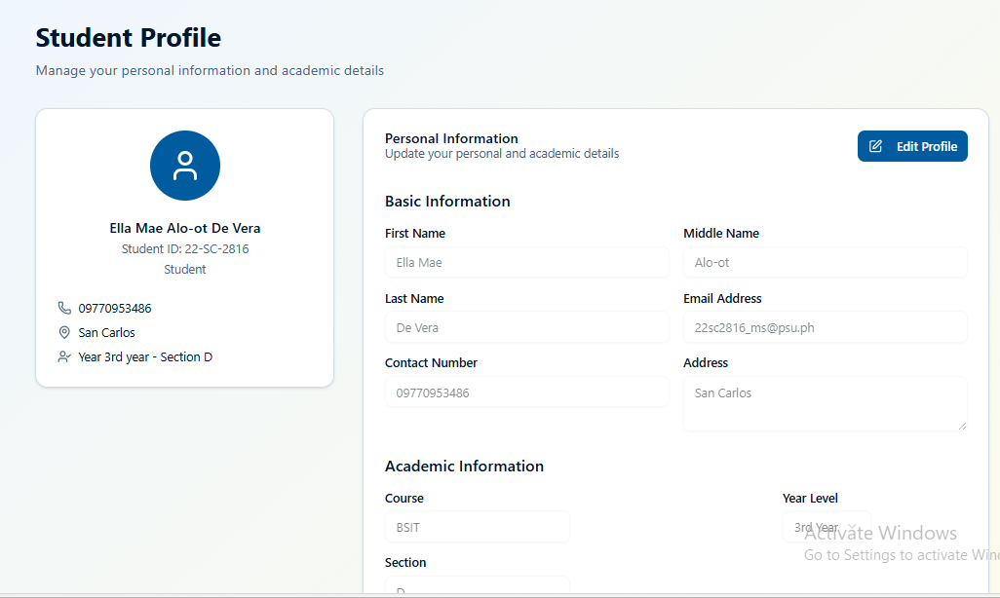 Student Profile
Manage your personal information and academic details
Ella Mae Alo-ot De Vera
Student ID: 22-SC-2816
Student
09770953486
San Carlos
Year 3rd year - Section D
Personal Information
Update your personal and academic details
Edit Profile
Basic Information
First Name
Middle Name
Ella Mae
Alo-ot
Last Name
Email Address
De Vera
22sc2816_ms@psu.ph
Contact Number
Address
09770953486
San Carlos
Academic Information
Course
Year Level
BSIT
3rd Year
Activate Windows
Go to Settings to activate Win
Section
D